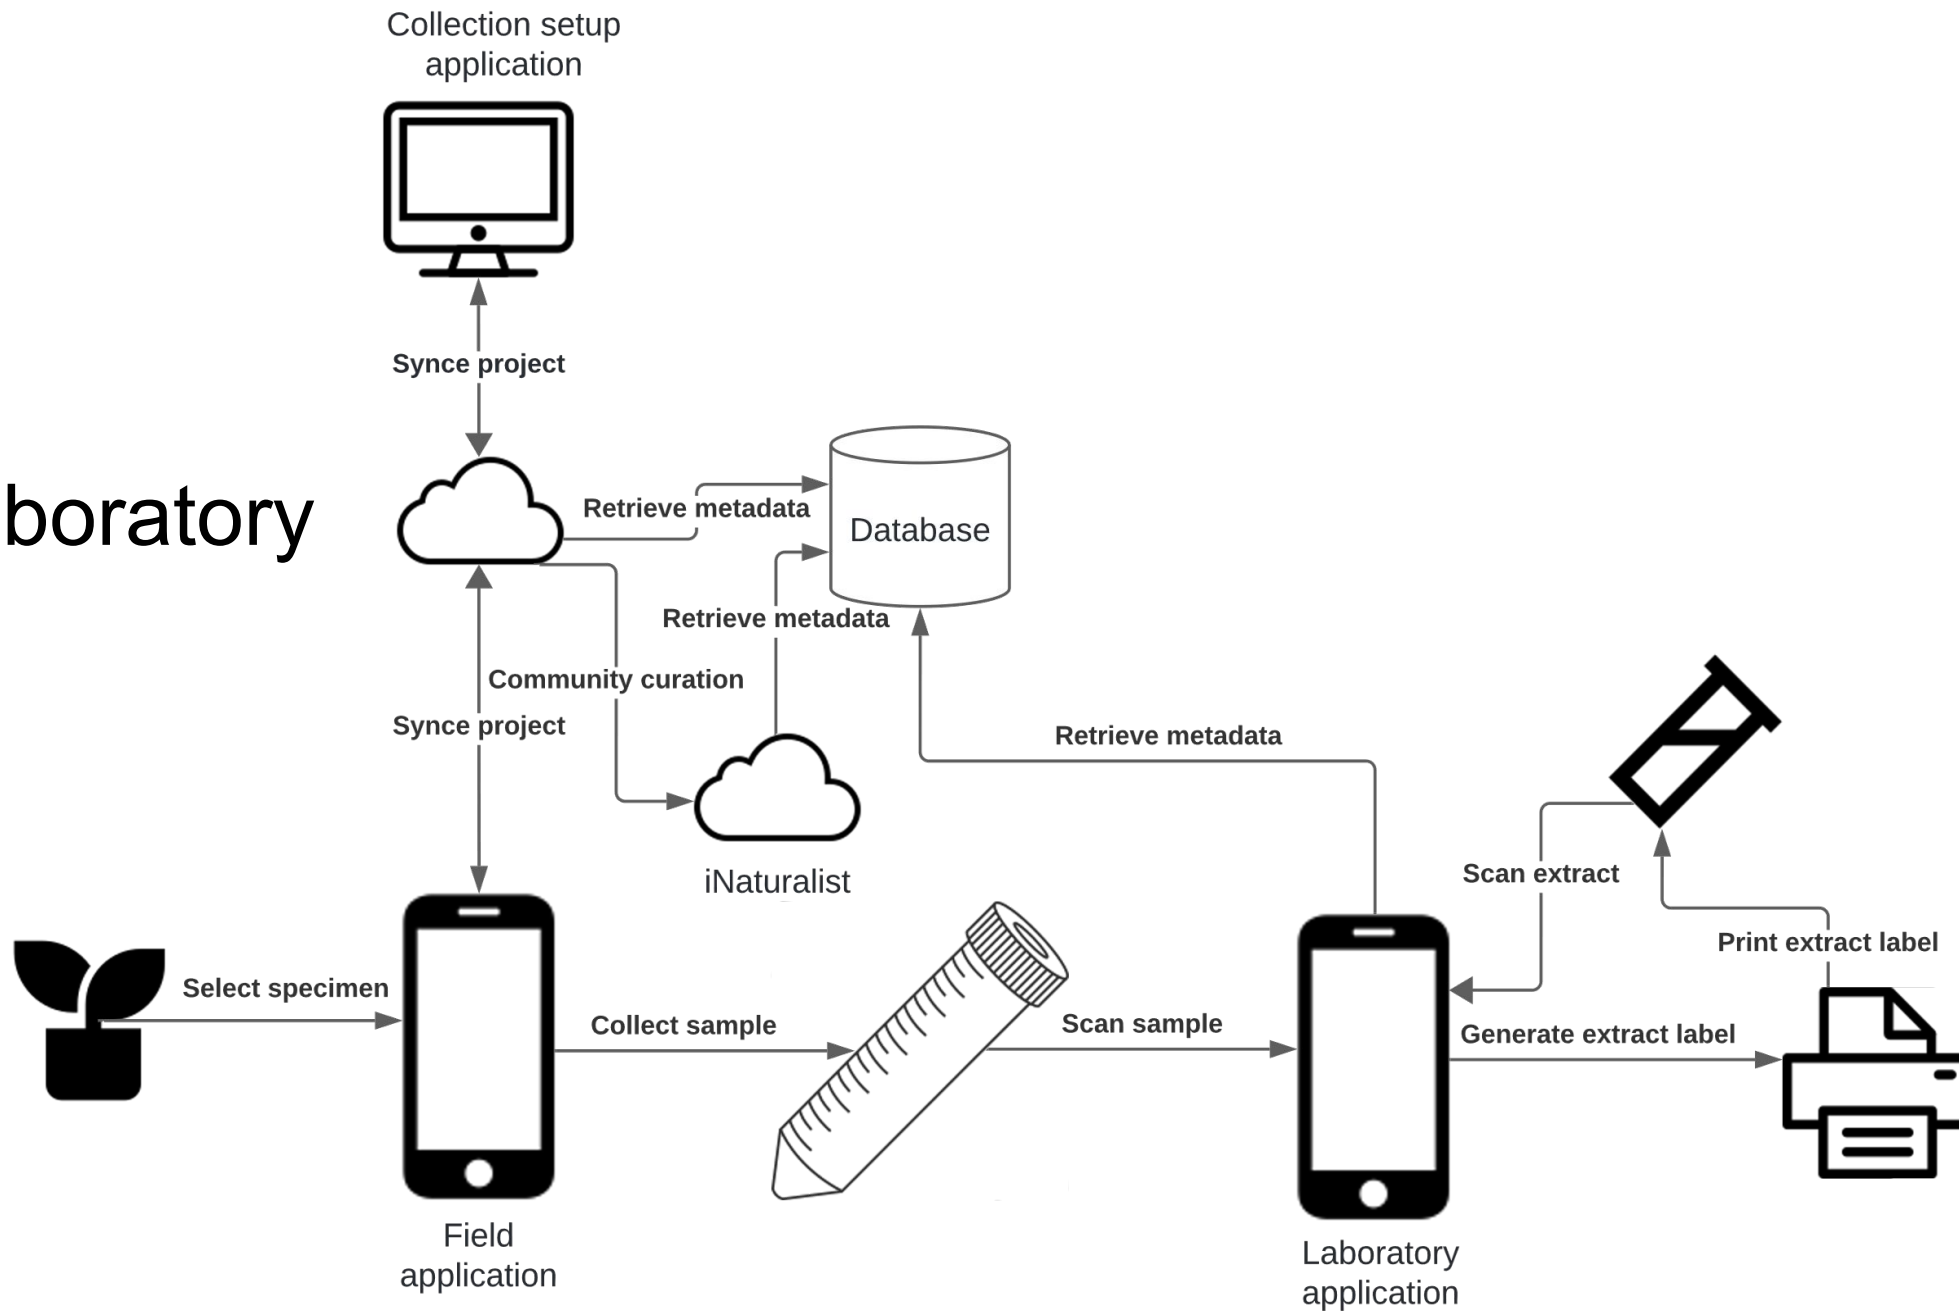 Collection setup
application
Synce project
boratory
Retrieve metadata
Database
Retrieve metadata
Community curation
Synce project
Retrieve metadata
iNaturalist
Scan extract
Print extract label
Select specimen
Collect sample
Scan sample
Generate extract label
Field
application
Laboratory
application